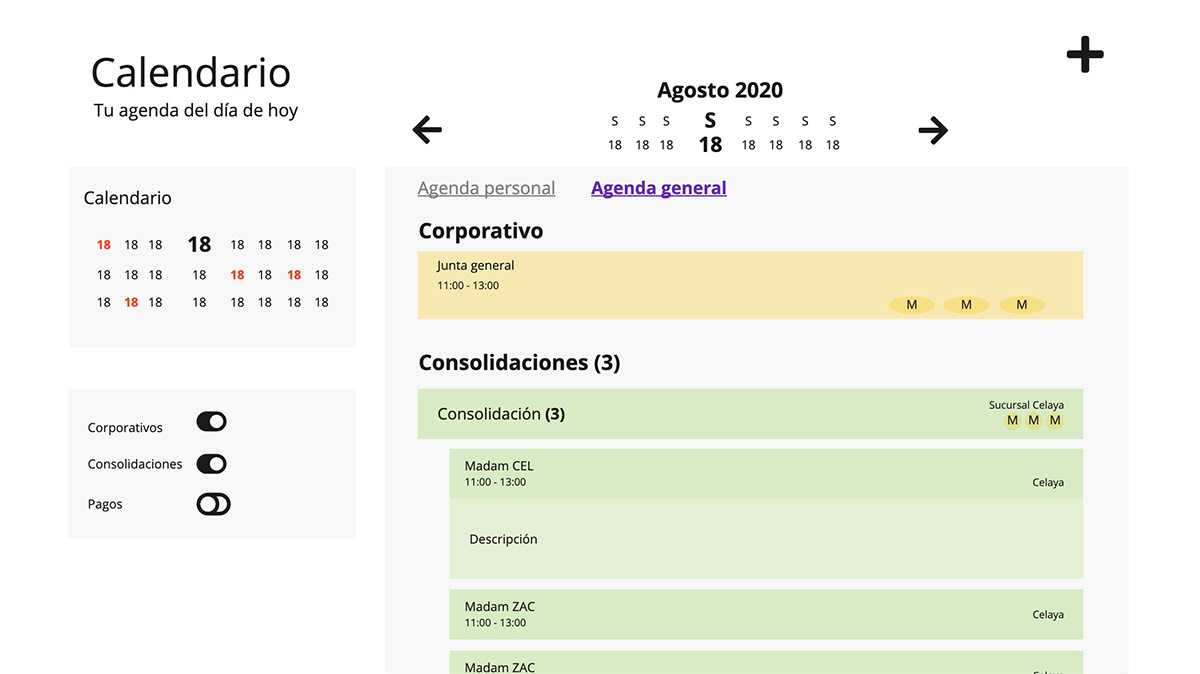 Calendario
Tu agenda del día de hoy
Agosto 2020
S S S S S S S S
18 18 18 18 18 18 18 18
Calendario
18 18 18 18 18 18 18 18
18 18 18 18 18 18 18 18
18 18 18 18 18 18 18 18
Corporativos
Consolidaciones
Pagos
Agenda personal Agenda general
Corporativo
Junta general
11:00 - 13:00
M M M
Consolidaciones (3)
Consolidación (3)
Sucursal Celaya
M M M
Madam CEL
11:00 - 13:00
Celaya
Descripción
Madam ZAC
11:00 - 13:00
Celaya
Madam ZAC